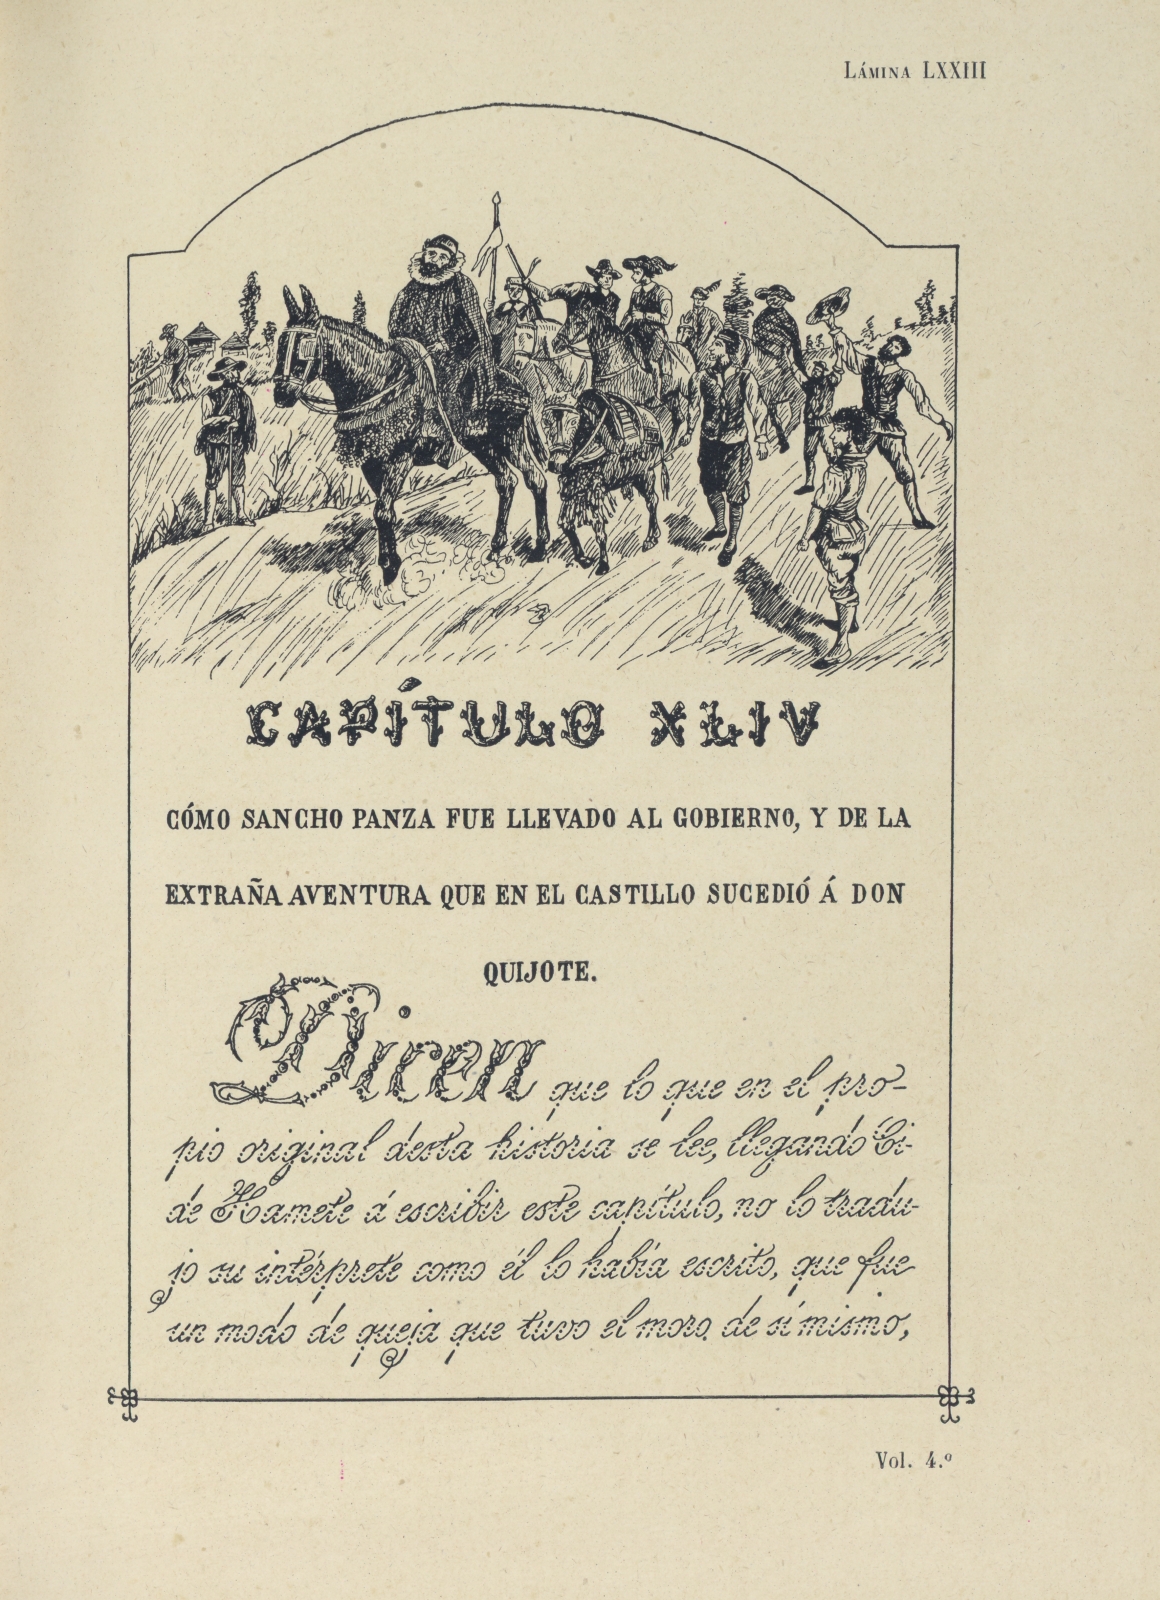 LÁMINA LXXIII
CAPÍTULO XLIV
CÓMO SANCHO PANZA FUE LLEVADO AL GOBIERNO, Y DE LA
EXTRAÑA AVENTURA QUE EN EL CASTILLO SUCEDIÓ Á DON
QUIJOTE.
Dicen que lo que en el pro-
pio original desta historia se lee, llegando Ci-
de Hamete á escribir este capítulo, no lo tradu-
jo su intérprete como él lo había escrito, que fue
un modo de queja que tuvo el moro de sí mismo,
Vol. 4.º